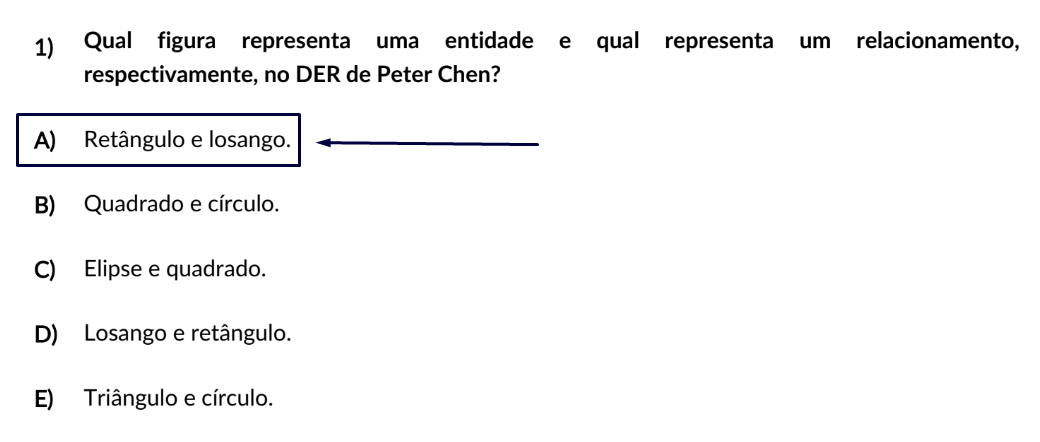 1) Qual figura representa uma entidade e qual representa um relacionamento,
respectivamente, no DER de Peter Chen?
A) Retângulo e losango.
B) Quadrado e círculo.
C) Elipse e quadrado.
D) Losango e retângulo.
E) Triângulo e círculo.